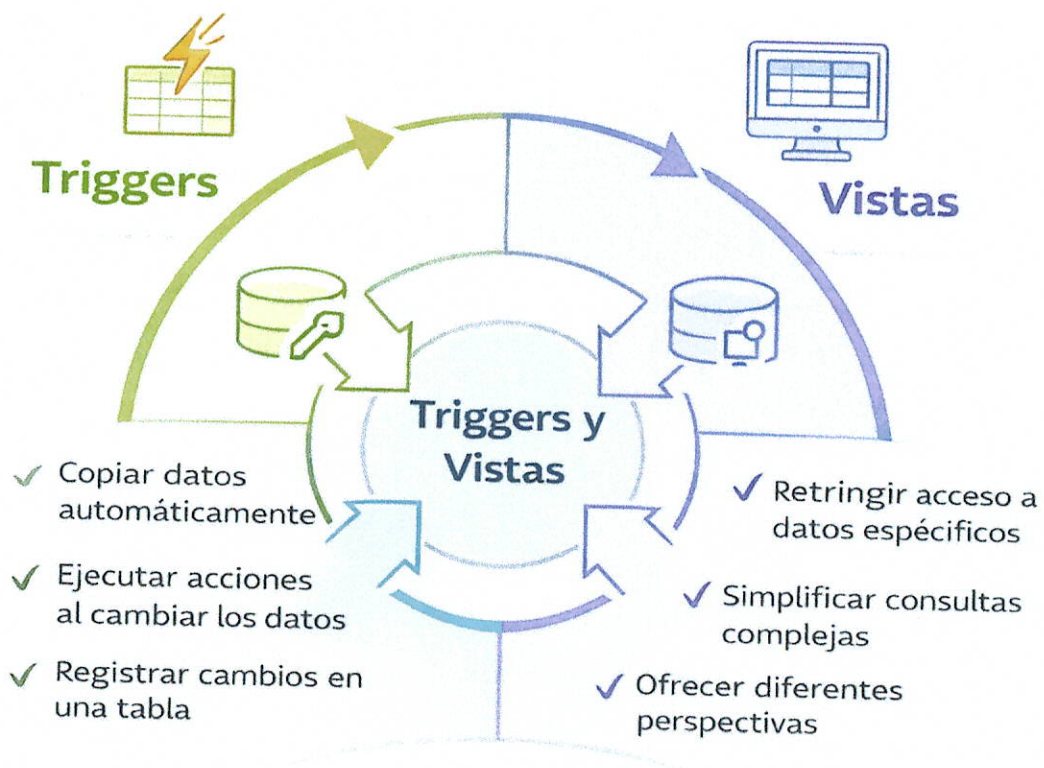 Triggers
Vistas
Triggers y
Vistas
Copiar datos
automáticamente
Ejecutar acciones
al cambiar los datos
Registrar cambios en
una tabla
Retringir acceso a
datos espécificos
Simplificar consultas
complejas
Ofrecer diferentes
perspectivas